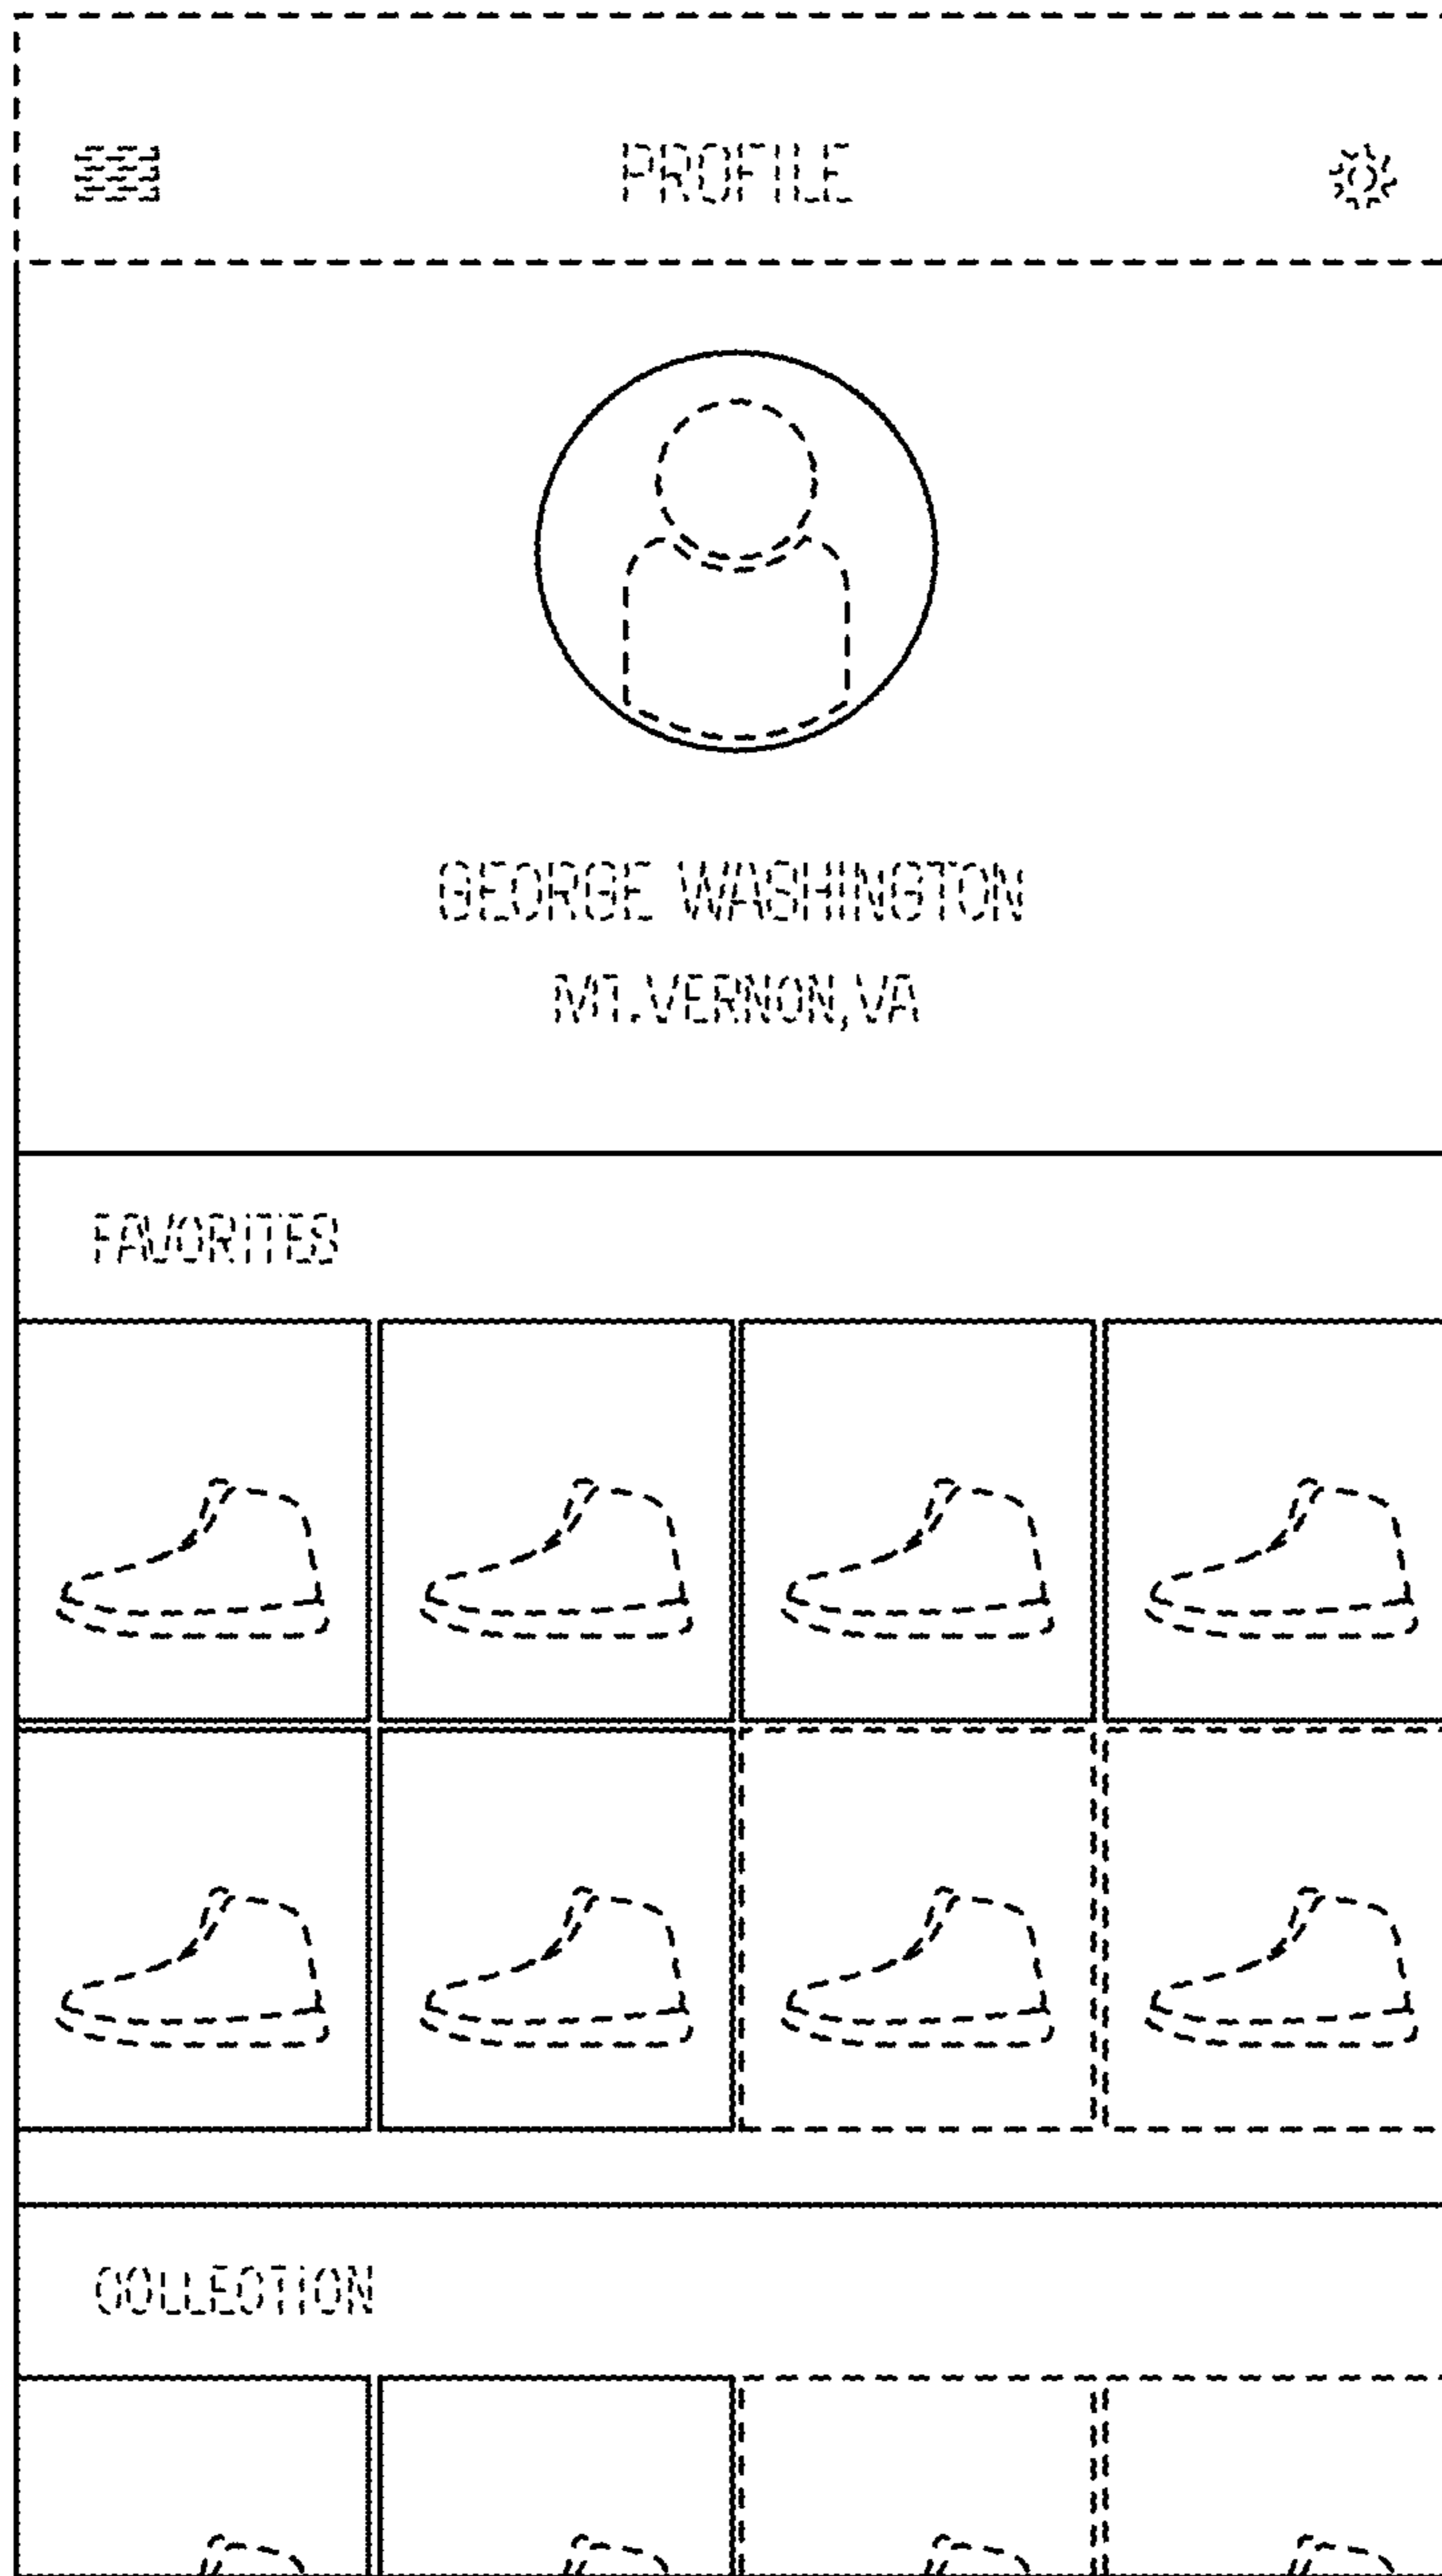 PROFILE
GEORGE WASHINGTON
MT.VERNON,VA
FAVORITES
COLLECTION